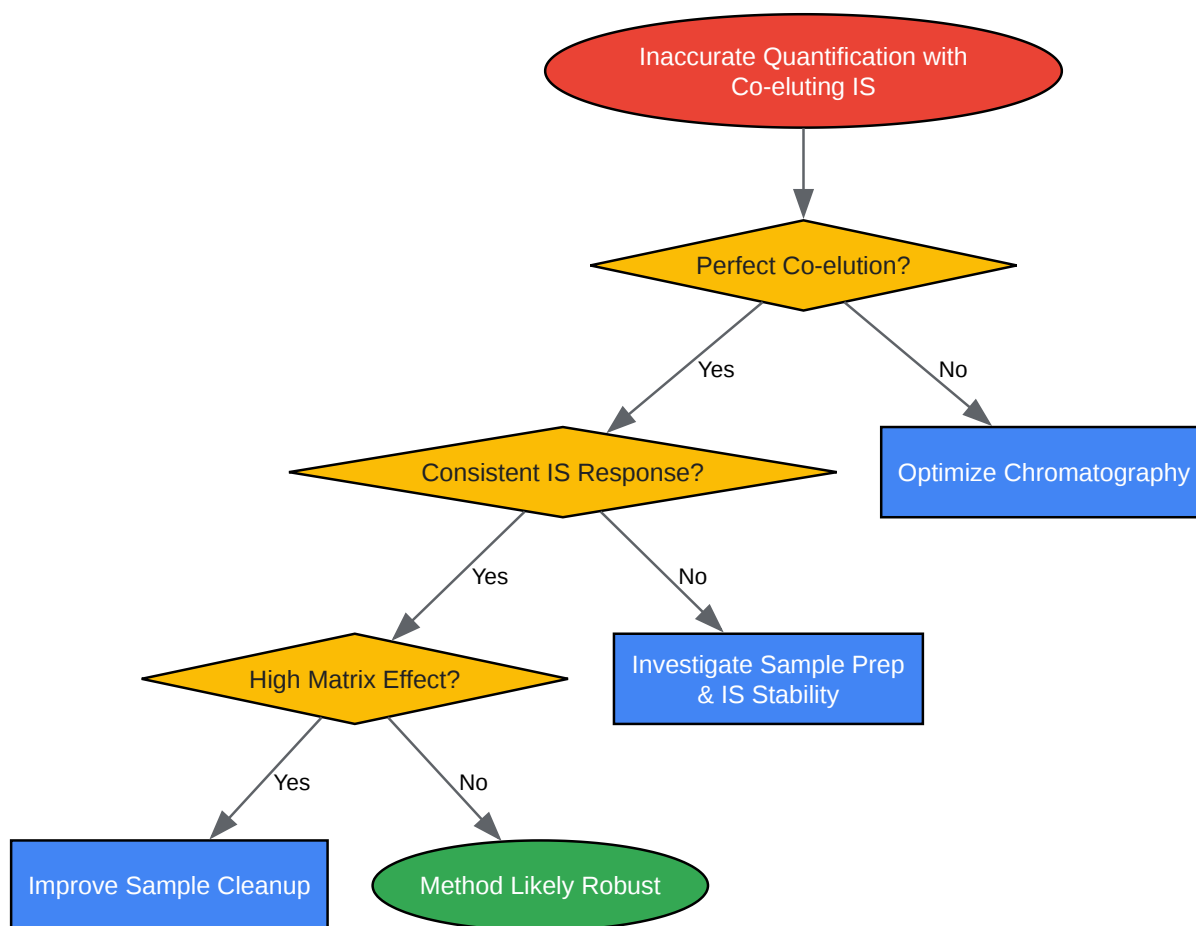 Inaccurate Quantification with
Co-eluting IS
Perfect Co-elution?
Yes
No
Consistent IS Response?
Optimize Chromatography
Yes
No
High Matrix Effect?
Investigate Sample Prep
& IS Stability
Yes
No
Improve Sample Cleanup
Method Likely Robust